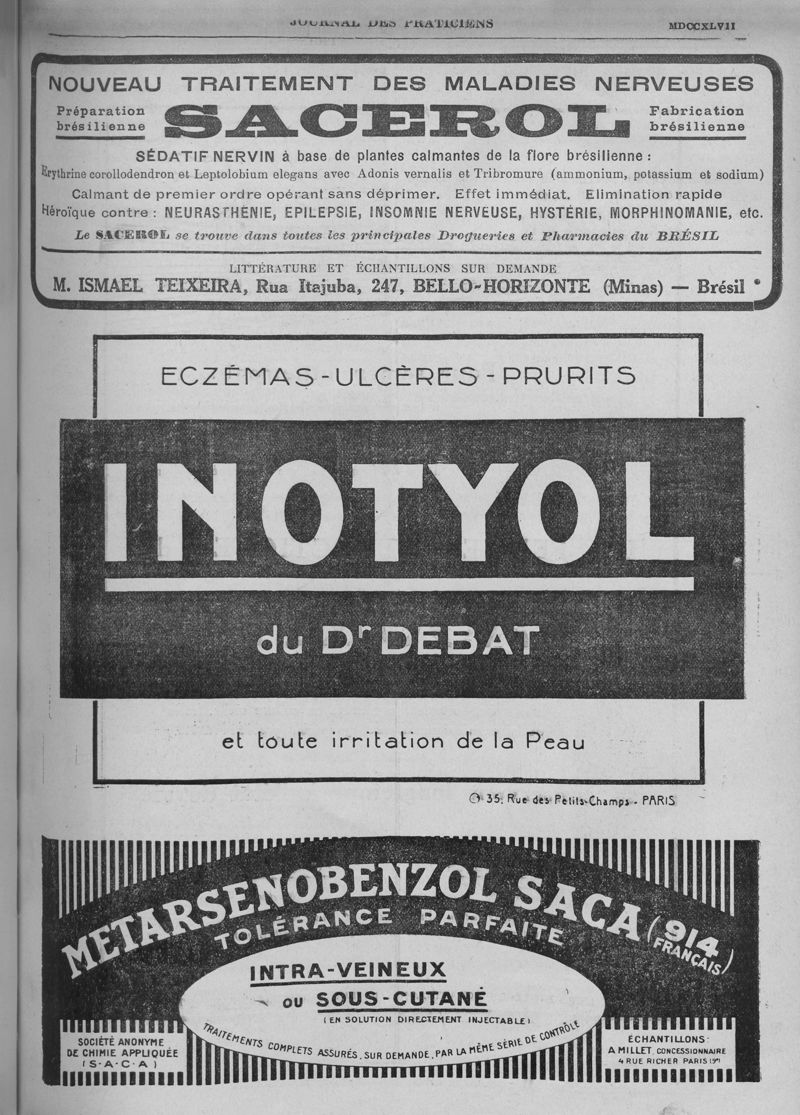 JOURNAL DES PRATICIENS
MDCCXLVII
NOUVEAU TRAITEMENT DES MALADIES NERVEUSES
Préparation brésilienne
SACEROL
Fabrication brésilienne
SÉDATIF NERVIN à base de plantes calmantes de la flore brésilienne :
Erythrine corollodendron et Leptolobium elegans avec Adonis vernalis et Tribromure (ammonium, potassium et sodium)
Calmant de premier ordre opérant sans déprimer. Effet immédiat. Elimination rapide
Héroïque contre : NEURASTHÉNIE, EPILEPSIE, INSOMNIE NERVEUSE, HYSTÉRIE, MORPHINOMANIE, etc.
Le SACEROL se trouve dans toutes les principales Drogueries et Pharmacies du BRÉSIL
LITTÉRATURE ET ÉCHANTILLONS SUR DEMANDE
M. ISMAEL TEIXEIRA, Rua Itajuba, 247, BELLO-HORIZONTE (Minas) — Brésil
ECZÉMAS-ULCÈRES-PRURITS
INOTYOL
du Dr DEBAT
et toute irritation de la Peau
35, Rue des Petits-Champs - PARIS
METARSENOBENZOL SACA (914 FRANÇAIS)
TOLÉRANCE PARFAITE
INTRA-VEINEUX
OU SOUS-CUTANÉ
(EN SOLUTION DIRECTEMENT INJECTABLE)
TRAITEMENTS COMPLETS ASSURÉS, SUR DEMANDE, PAR LA MÊME SÉRIE DE CONTRÔLE
SOCIÉTÉ ANONYME
DE CHIMIE APPLIQUÉE
(S·A·C·A)
ÉCHANTILLONS:
A MILLET, CONCESSIONNAIRE
4 RUE RICHER PARIS (9e)